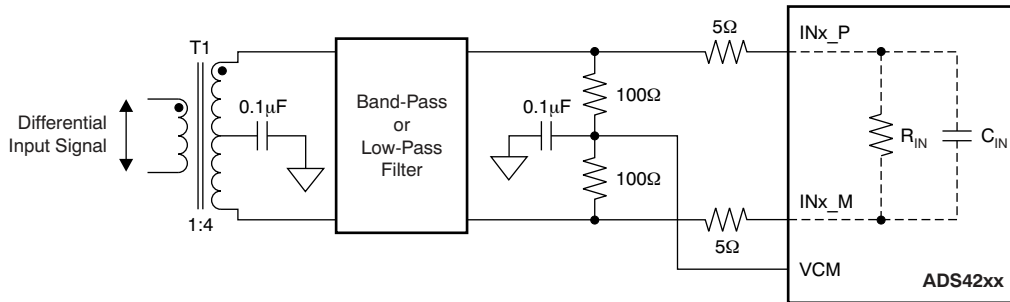 T1
Differential
Input Signal
1:4
0.1μF
Band-Pass
or
Low-Pass
Filter
0.1μF
100Ω
100Ω
5Ω
5Ω
INx_P
R_IN
C_IN
INx_M
VCM
ADS42xx